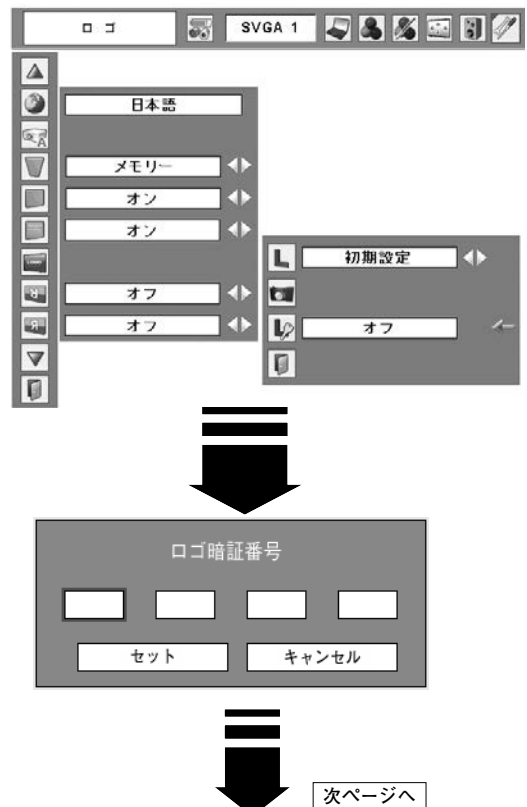 ロゴ SVGA 1
日本語
メモリー
オン
オン
初期設定
オフ
オフ
オフ
ロゴ暗証番号
セット キャンセル
次ページへ